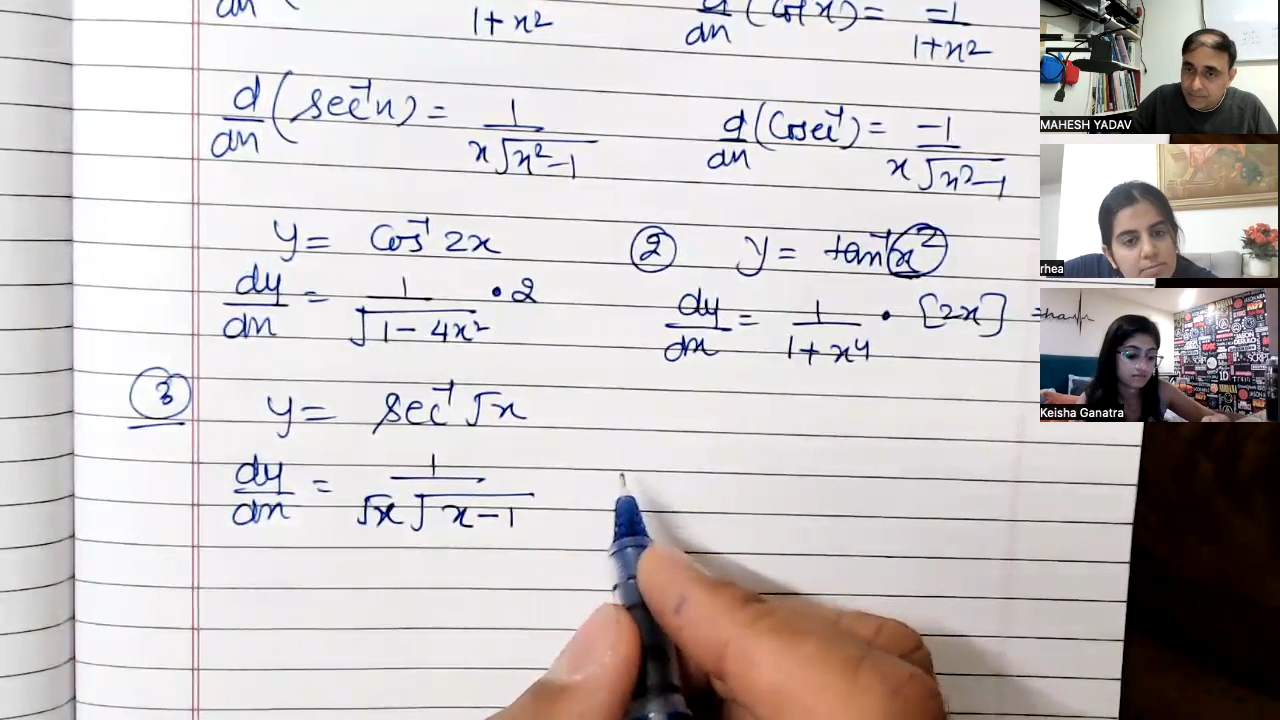 d/dx ( 1/(1+x²) d/dx (cot⁻¹x) = -1/(1+x²)
d/dx (sec⁻¹x) = 1/(x√(x²-1)) d/dx (Cosec⁻¹) = -1/(x√(x²-1))
y = Cos⁻¹ 2x ② y = tan⁻¹(x²)
dy/dx = 1/√(1-4x²) • 2 dy/dx = 1/(1+x⁴) • [2x] =
③ y = sec⁻¹ √x
dy/dx = 1/(√x √(x-1))
MAHESH YADAV
rhea
Keisha Ganatra